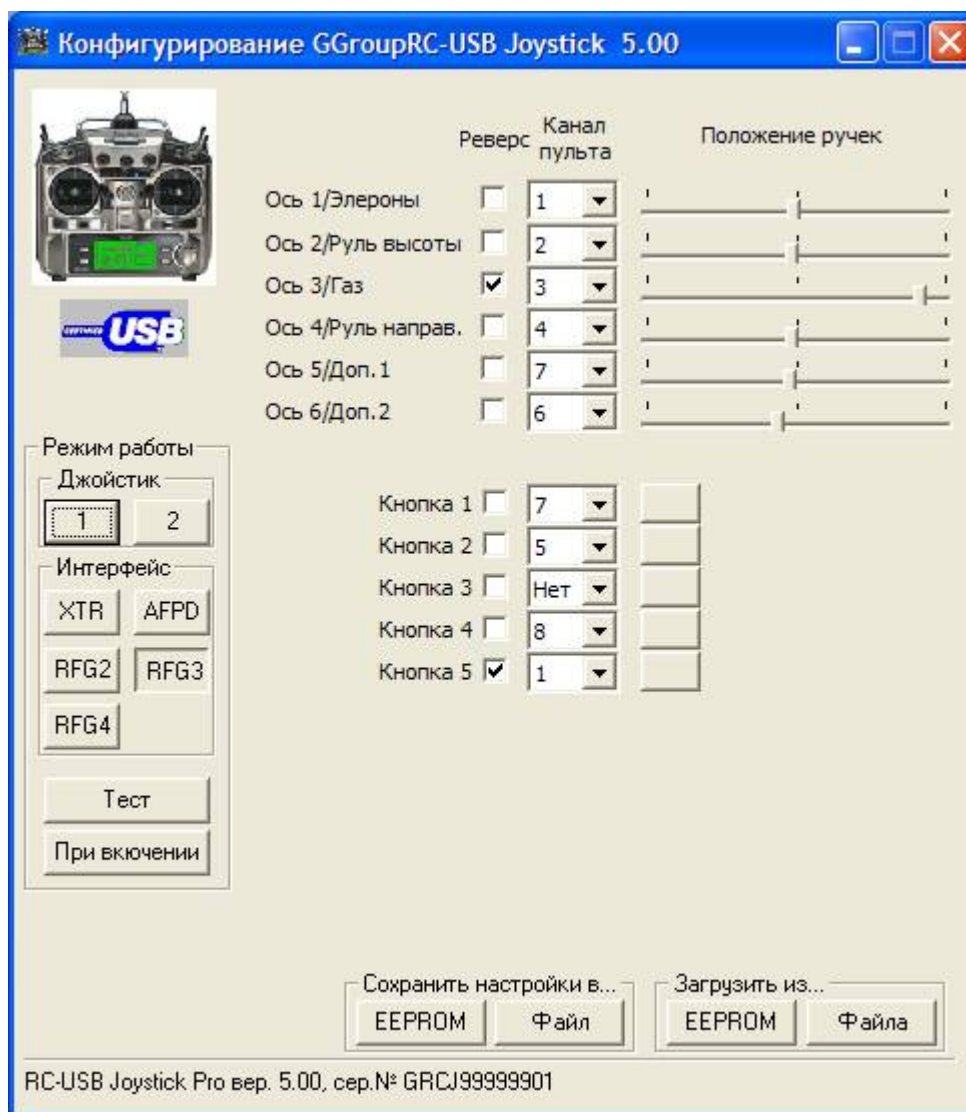 Конфигурирование GGroupRC-USB Joystick 5.00
Реверс
Канал
пульта
Положение ручек
Ось 1/Элероны 1
Ось 2/Руль высоты 2
Ось 3/Газ 3
Ось 4/Руль направ. 4
Ось 5/Доп.1 7
Ось 6/Доп.2 6
USB
Режим работы
Джойстик
1 2
Интерфейс
XTR AFPD
RFG2 RFG3
RFG4
Тест
При вкючении
Кнопка 1 7
Кнопка 2 5
Кнопка 3 Нет
Кнопка 4 8
Кнопка 5 1
Сохранить настройки в...
EEPROM Файл
Загрузить из...
EEPROM Файла
RC-USB Joystick Pro вер. 5.00, сер.№ GRCJ99999901